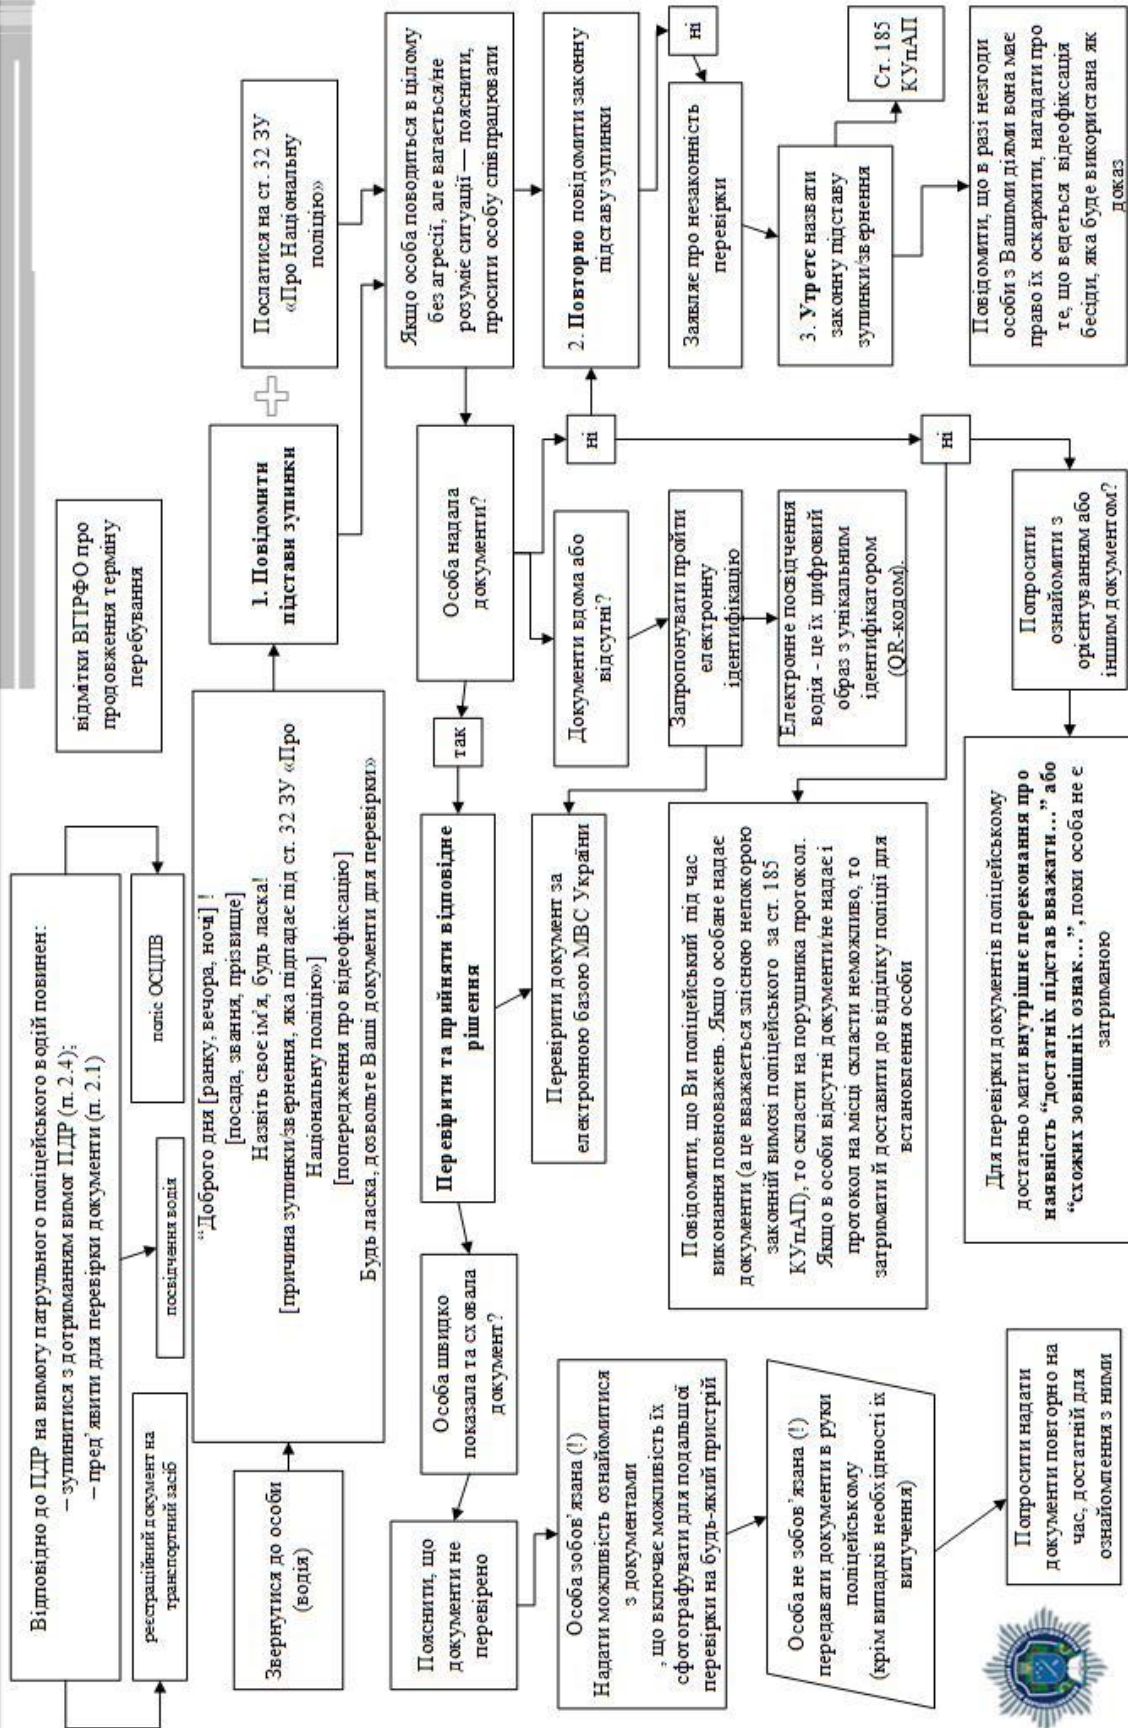 Відповідно до ПДР на вимогу патрульного поліцейського водій повинен:
– зупинитися з дотриманням вимог ПДР (п. 2.4);
– пред’явити для перевірки документи (п. 2.1)
реєстраційний документ на
транспортний засіб
посвідчення водія
поліс ОСЦПВ
відмітки ВГІРФО про
продовження терміну
перебування
Звернутися до особи
(водія)
“Доброго дня [ранку, вечора, ночі] !
[посада, звання, прізвище]
Назвіть своє ім'я, будь ласка!
[причина зупинки/звернення, яка підпадає під ст. 32 ЗУ «Про
Національну поліцію»]
[попередження про відеофіксацію]
Будь ласка, дозвольте Ваші документи для перевірки»
1. Повідомити
підстави зупинки
Послатися на ст. 32 ЗУ
«Про Національну
поліцію»
Якщо особа поводиться в цілому
без агресії, але вагається/не
розуміє ситуації — пояснити,
просити особу співпрацювати
Особа надала
документи?
так
Перевірити та прийняти відповідне
рішення
Особа швидко
показала та сховала
документ?
Пояснити, що
документи не
перевірено
2. Повторно повідомити законну
підставу зупинки
ні
ні
Документи вдома або
відсутні?
Перевірити документ за
електронною базою МВС України
Особа зобов’язана (!)
Надати можливість ознайомитися
з документами
, що включає можливість їх
сфотографувати для подальшої
перевірки на будь-який пристрій
Заявляє про незаконність
перевірки
Запропонувати пройти
електронну
ідентифікацію
Повідомити, що Ви поліцейський під час
виконання повноважень. Якщо особа не надає
документи (а це вважається злісною непокорою
законній вимозі поліцейського за ст. 185
КУпАП), то скласти на порушника протокол.
Якщо в особи відсутні документи/не надає і
протокол на місці скласти неможливо, то
затримати й доставити до відділку поліції для
встановлення особи
3. Утретє назвати
законну підставу
зупинки/звернення
Ст. 185
КУпАП
Електронне посвідчення
водія - це їх цифровий
образ з унікальним
ідентифікатором
(QR-кодом).
Особа не зобов’язана (!)
передавати документи в руки
поліцейському
(крім випадків необхідності їх
вилучення)
ні
Повідомити, що в разі незгоди
особи з Вашими діями вона має
право їх оскаржити, нагадати про
те, що ведеться відеофіксація
бесіди, яка буде використана як
доказ
Попросити
ознайомити з
орієнтуванням або
іншим документом?
Для перевірки документів поліцейському
достатньо мати внутрішнє переконання про
наявність “достатніх підстав вважати…” або
“схожих зовнішніх ознак…”, поки особа не є
затриманою
Попросити надати
документи повторно на
час, достатній для
ознайомлення з ними